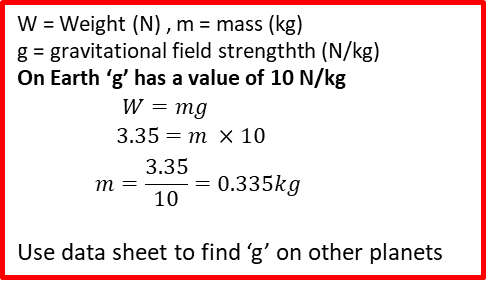 W = Weight (N) , m = mass (kg)
g = gravitational field strengthth (N/kg)
On Earth ‘g’ has a value of 10 N/kg
W = mg
3.35 = m × 10
m = 3.35/10 = 0.335kg
Use data sheet to find ‘g’ on other planets